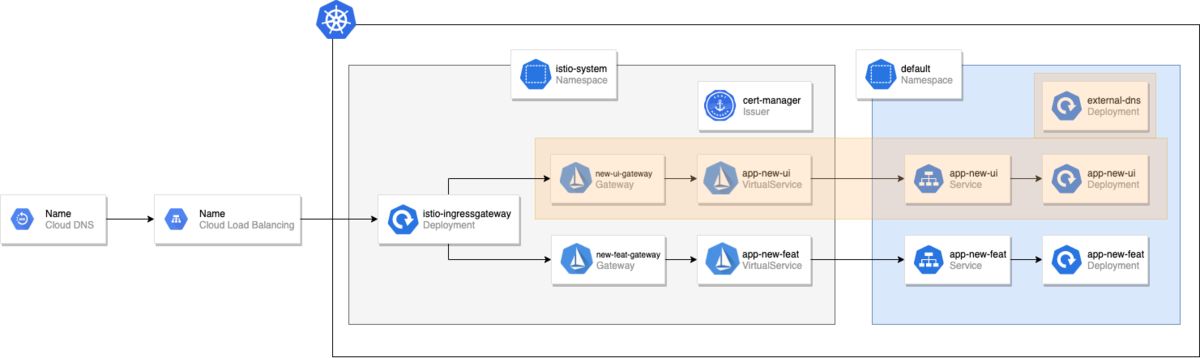 istio-system
Namespace
default
Namespace
cert-manager
Issuer
external-dns
Deployment
new-ui-gateway
Gateway
app-new-ui
VirtualService
app-new-ui
Service
app-new-ui
Deployment
Name
Cloud DNS
Name
Cloud Load Balancing
istio-ingressgateway
Deployment
new-feat-gateway
Gateway
app-new-feat
VirtualService
app-new-feat
Service
app-new-feat
Deployment